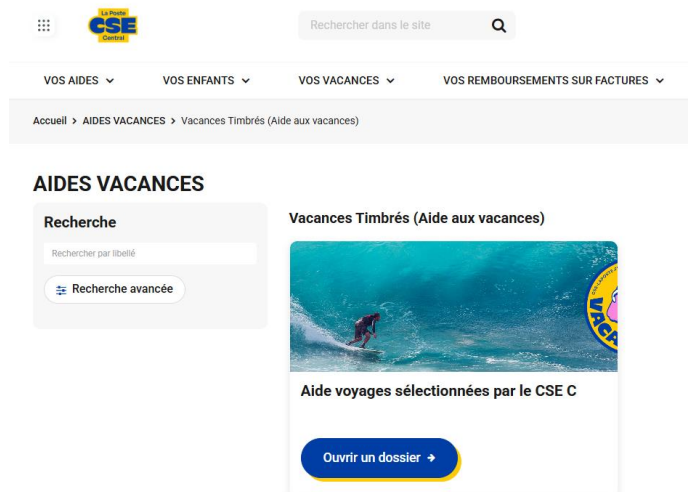 La Poste
CSE
Central
Rechercher dans le site
VOS AIDES
VOS ENFANTS
VOS VACANCES
VOS REMBOURSEMENTS SUR FACTURES
Accueil > AIDES VACANCES > Vacances Timbrés (Aide aux vacances)
AIDES VACANCES
Recherche
Rechercher par libellé
Recherche avancée
Vacances Timbrés (Aide aux vacances)
Aide voyages sélectionnées par le CSE C
Ouvrir un dossier →